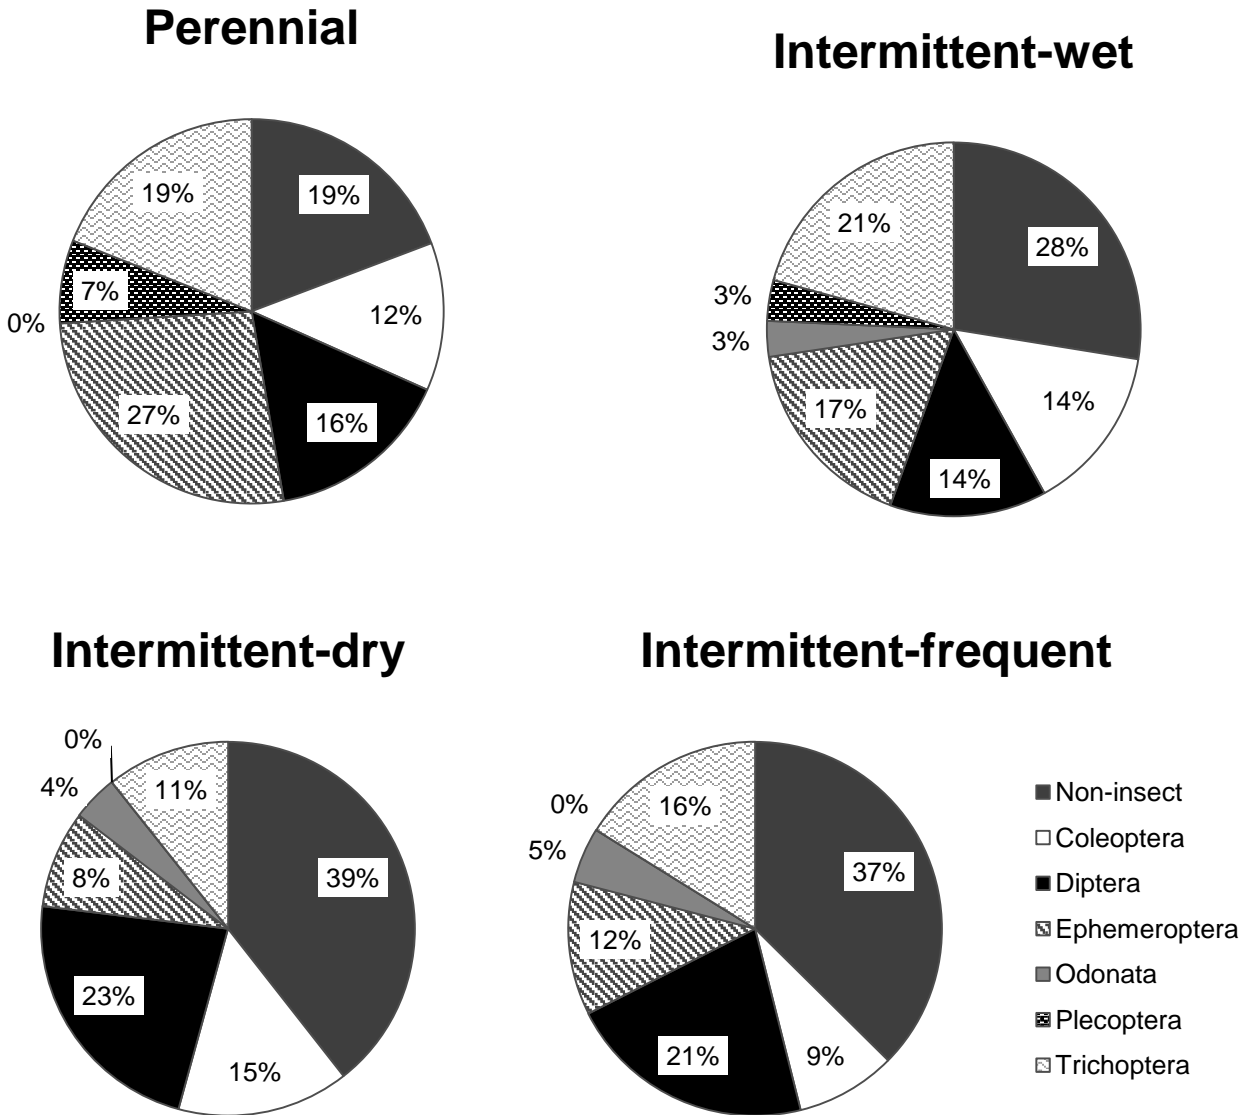 Perennial
Intermittent-wet
19%
19%
12%
16%
27%
0%
7%
28%
14%
14%
17%
3%
3%
21%
Intermittent-dry
Intermittent-frequent
39%
15%
23%
8%
4%
0%
11%
37%
9%
21%
12%
5%
0%
16%
Non-insect
Coleoptera
Diptera
Ephemeroptera
Odonata
Plecoptera
Trichoptera